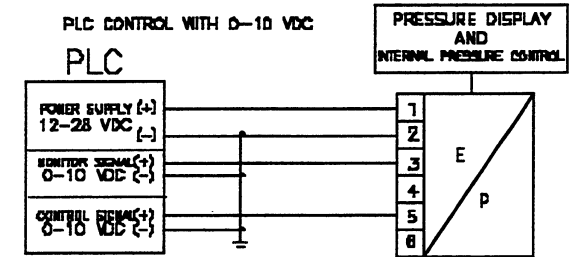 PLC CONTROL WITH 0-10 VDC
PRESSURE DISPLAY
AND
INTERNAL PRESSURE CONTROL
PLC
POWER SUPPLY (+)
12-28 VDC (-)
MONITOR SIGNAL(+)
0-10 VDC (-)
CONTROL SIGNAL(+)
0-10 VDC (-)
1
2
3
4
5
6
E
P